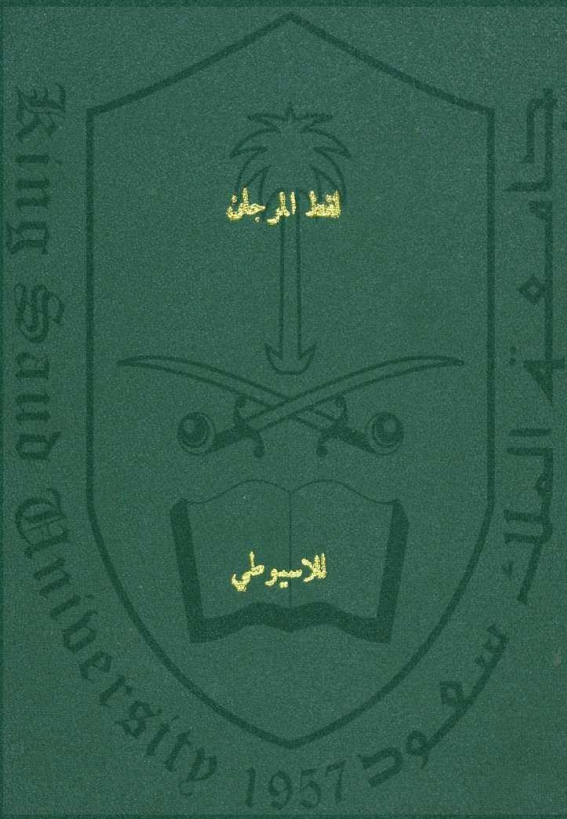 لقط المرجان
للاسيوطي
King Saud University 1957
جامعة الملك سعود